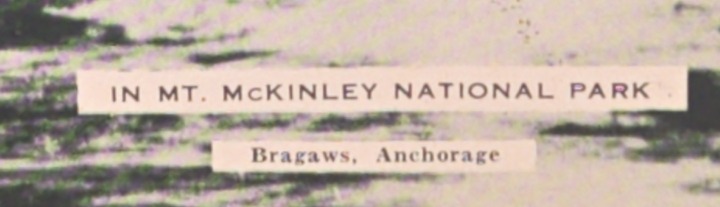 IN MT. McKINLEY NATIONAL PARK
Bragaws, Anchorage